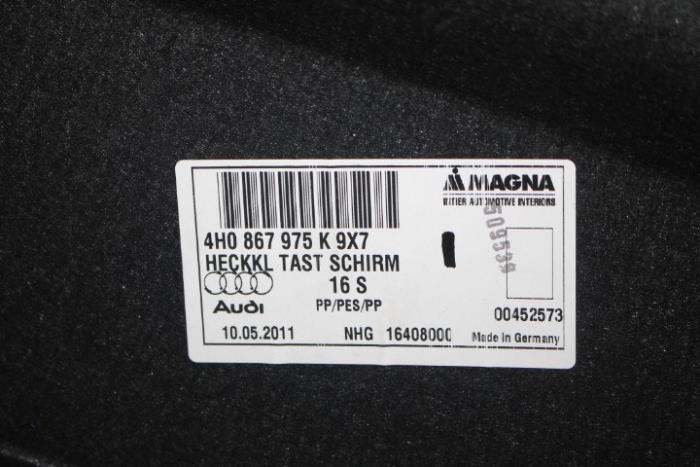 MAGNA
INTIER AUTOMOTIVE INTERIORS
4H0 867 975 K 9X7
HECKKL TAST SCHIRM
16 S
Audi
PP/PES/PP
509539
00452573
10.05.2011 NHG 16408000 Made in Germany